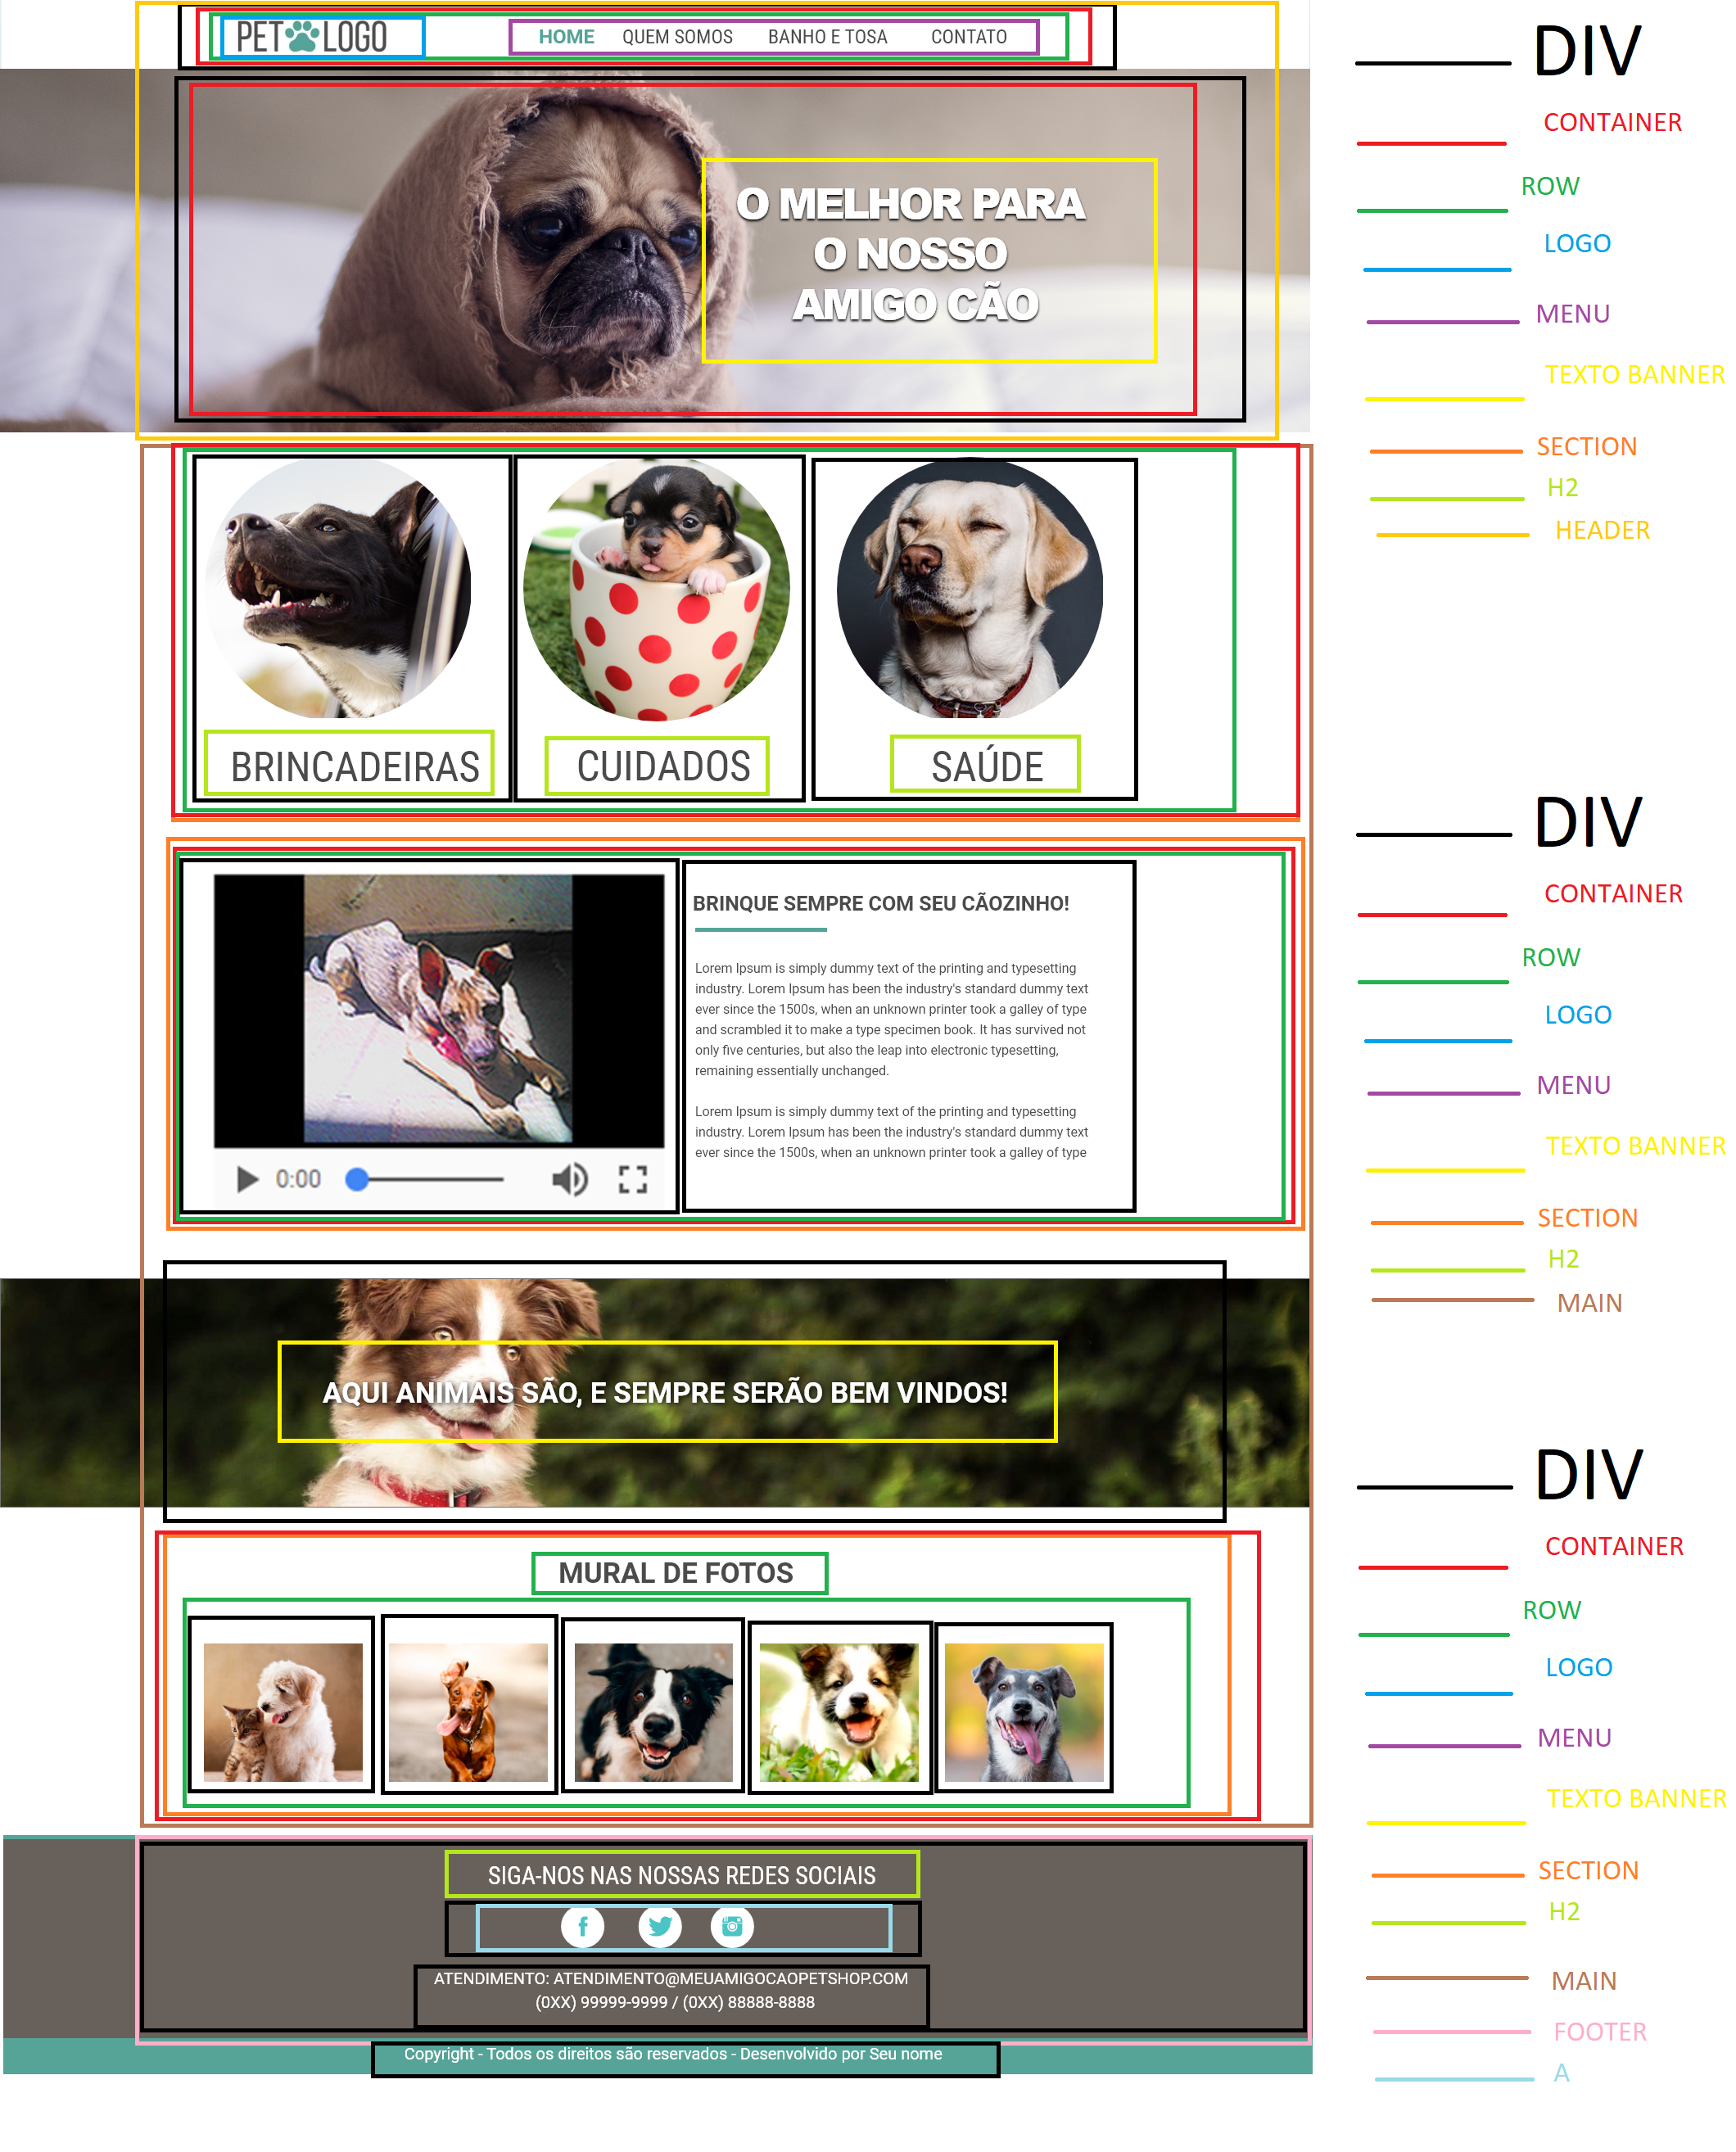 PET LOGO
HOME QUEM SOMOS BANHO E TOSA CONTATO
O MELHOR PARA
O NOSSO
AMIGO CÃO
BRINCADEIRAS
CUIDADOS
SAÚDE
BRINQUE SEMPRE COM SEU CÃOZINHO!
Lorem Ipsum is simply dummy text of the printing and typesetting
industry. Lorem Ipsum has been the industry's standard dummy text
ever since the 1500s, when an unknown printer took a galley of type
and scrambled it to make a type specimen book. It has survived not
only five centuries, but also the leap into electronic typesetting,
remaining essentially unchanged.
Lorem Ipsum is simply dummy text of the printing and typesetting
industry. Lorem Ipsum has been the industry's standard dummy text
ever since the 1500s, when an unknown printer took a galley of type
0:00
AQUI ANIMAIS SÃO, E SEMPRE SERÃO BEM VINDOS!
MURAL DE FOTOS
SIGA-NOS NAS NOSSAS REDES SOCIAIS
f
ATENDIMENTO: ATENDIMENTO@MEUAMIGOCAOPETSHOP.COM
(0XX) 99999-9999 / (0XX) 88888-8888
Copyright - Todos os direitos são reservados - Desenvolvido por Seu nome
DIV
CONTAINER
ROW
LOGO
MENU
TEXTO BANNER
SECTION
H2
HEADER
DIV
CONTAINER
ROW
LOGO
MENU
TEXTO BANNER
SECTION
H2
MAIN
DIV
CONTAINER
ROW
LOGO
MENU
TEXTO BANNER
SECTION
H2
MAIN
FOOTER
A